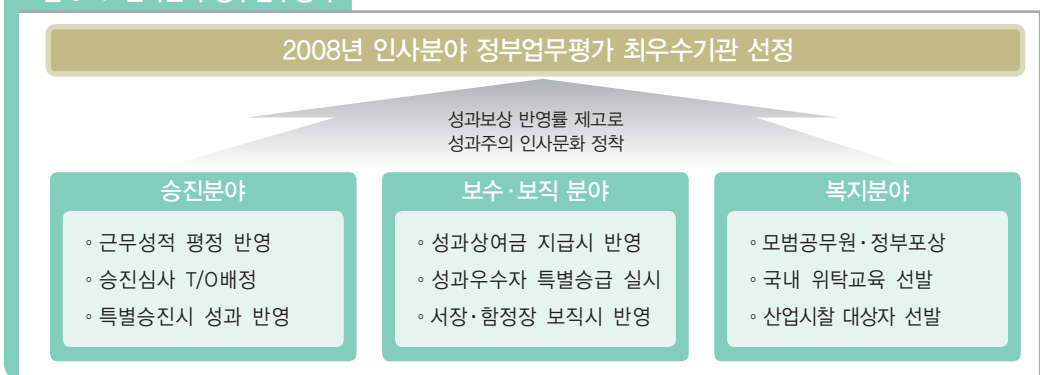 2008년 인사분야 정부업무평가 최우수기관 선정
성과보상 반영률 제고로
성과주의 인사문화 정착
승진분야
◦근무성적 평정 반영
◦승진심사 T/O배정
◦특별승진시 성과 반영
보수·보직 분야
◦성과상여금 지급시 반영
◦성과우수자 특별승급 실시
◦서장·함정장 보직시 반영
복지분야
◦모범공무원·정부포상
◦국내 위탁교육 선발
◦산업시찰 대상자 선발